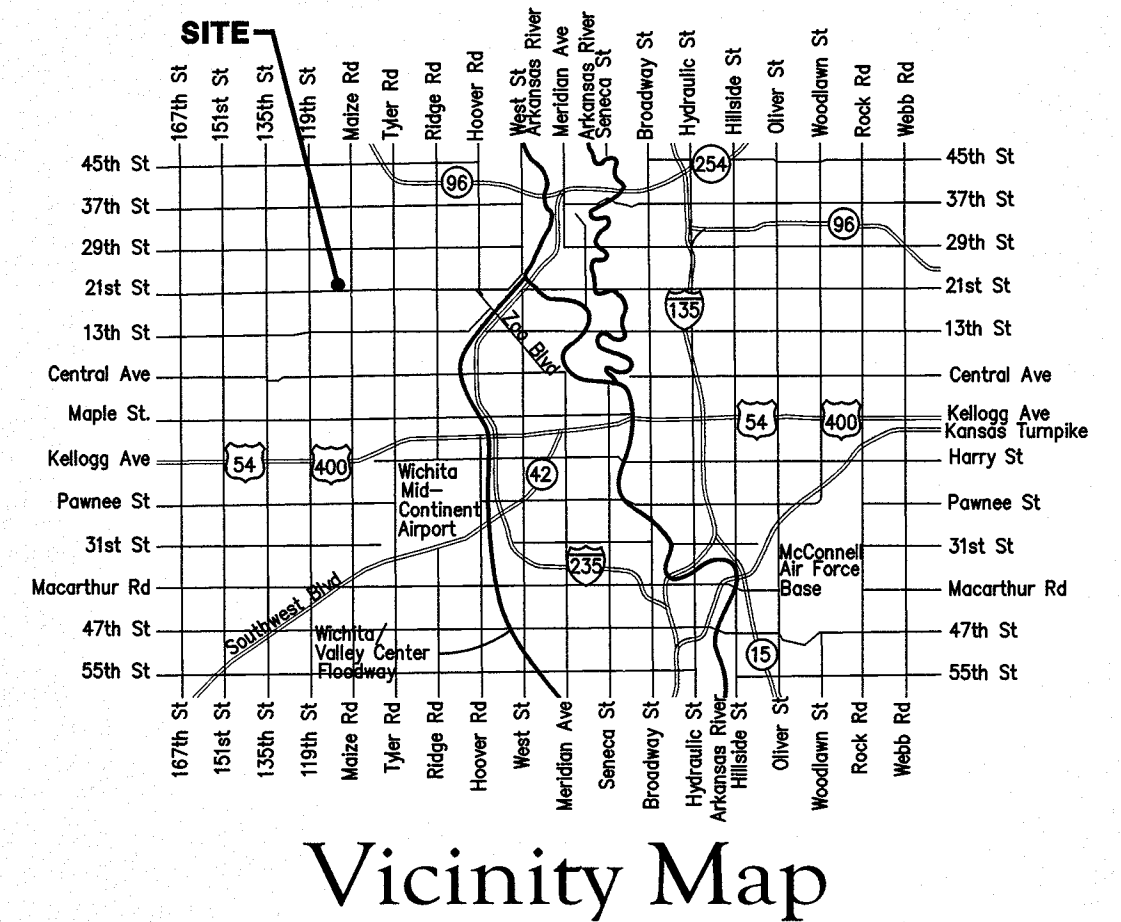 SITE
167th St
151st St
135th St
119th St
Maize Rd
Tyler Rd
Ridge Rd
Hoover Rd
West St
Arkansas River
Meridian Ave
Arkansas River
Seneca St
Broadway St
Hydraulic St
Hillside St
Oliver St
Woodlawn St
Rock Rd
Webb Rd
45th St
37th St
29th St
21st St
13th St
Central Ave
Maple St.
Kellogg Ave
Pawnee St
31st St
Macarthur Rd
47th St
55th St
96
254
96
135
Zoo Blvd
54
400
54
400
42
Wichita
Mid-
Continent
Airport
235
McConnell
Air Force
Base
Southwest Blvd
Wichita/
Valley Center
Floodway
15
45th St
37th St
29th St
21st St
13th St
Central Ave
Kellogg Ave
Kansas Turnpike
Harry St
Pawnee St
31st St
Macarthur Rd
47th St
55th St
167th St
151st St
135th St
119th St
Maize Rd
Tyler Rd
Ridge Rd
Hoover Rd
West St
Meridian Ave
Seneca St
Broadway St
Hydraulic St
Arkansas River
Hillside St
Oliver St
Woodlawn St
Rock Rd
Webb Rd
Vicinity Map